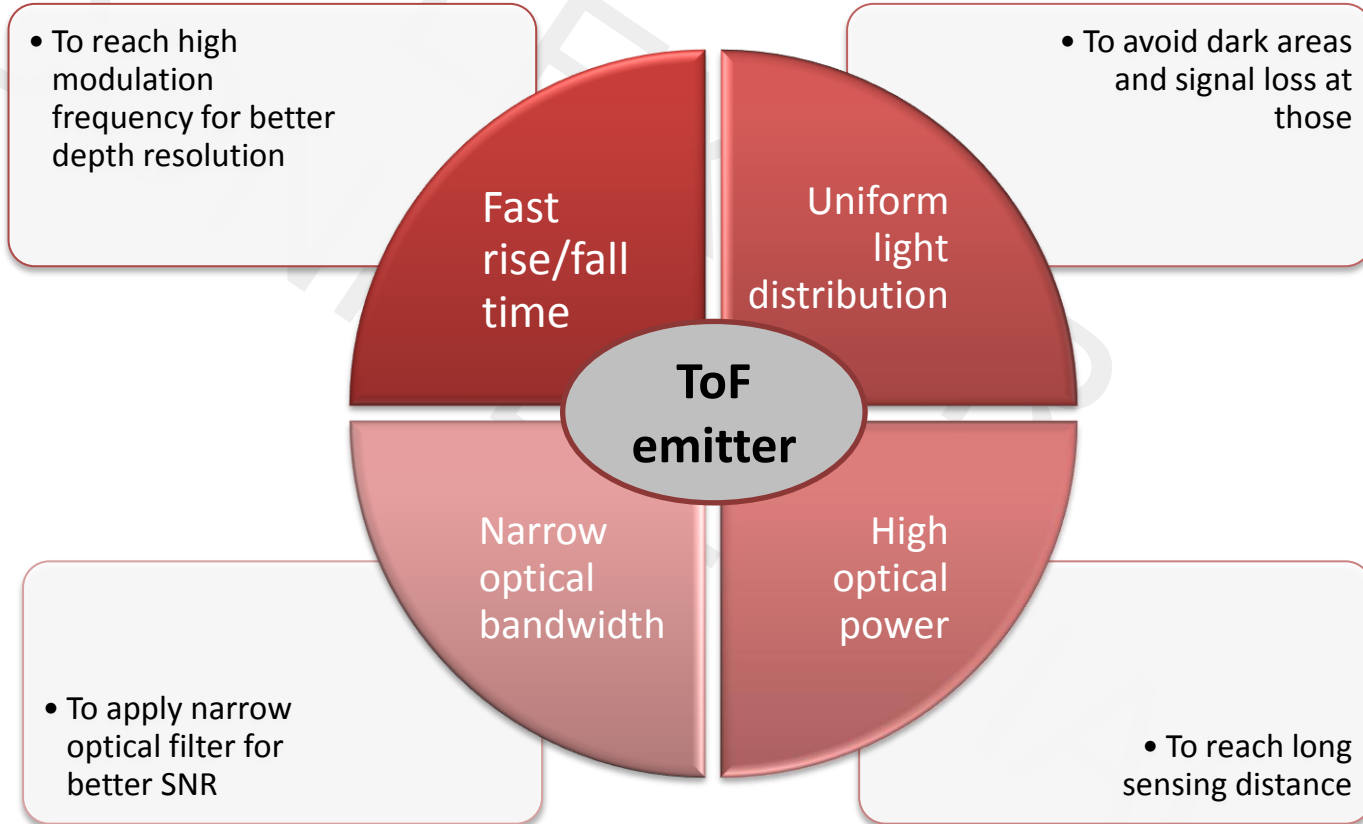 • To reach high
modulation
frequency for better
depth resolution
• To avoid dark areas
and signal loss at
those
Fast
rise/fall
time
Uniform
light
distribution
ToF
emitter
Narrow
optical
bandwidth
High
optical
power
• To apply narrow
optical filter for
better SNR
• To reach long
sensing distance